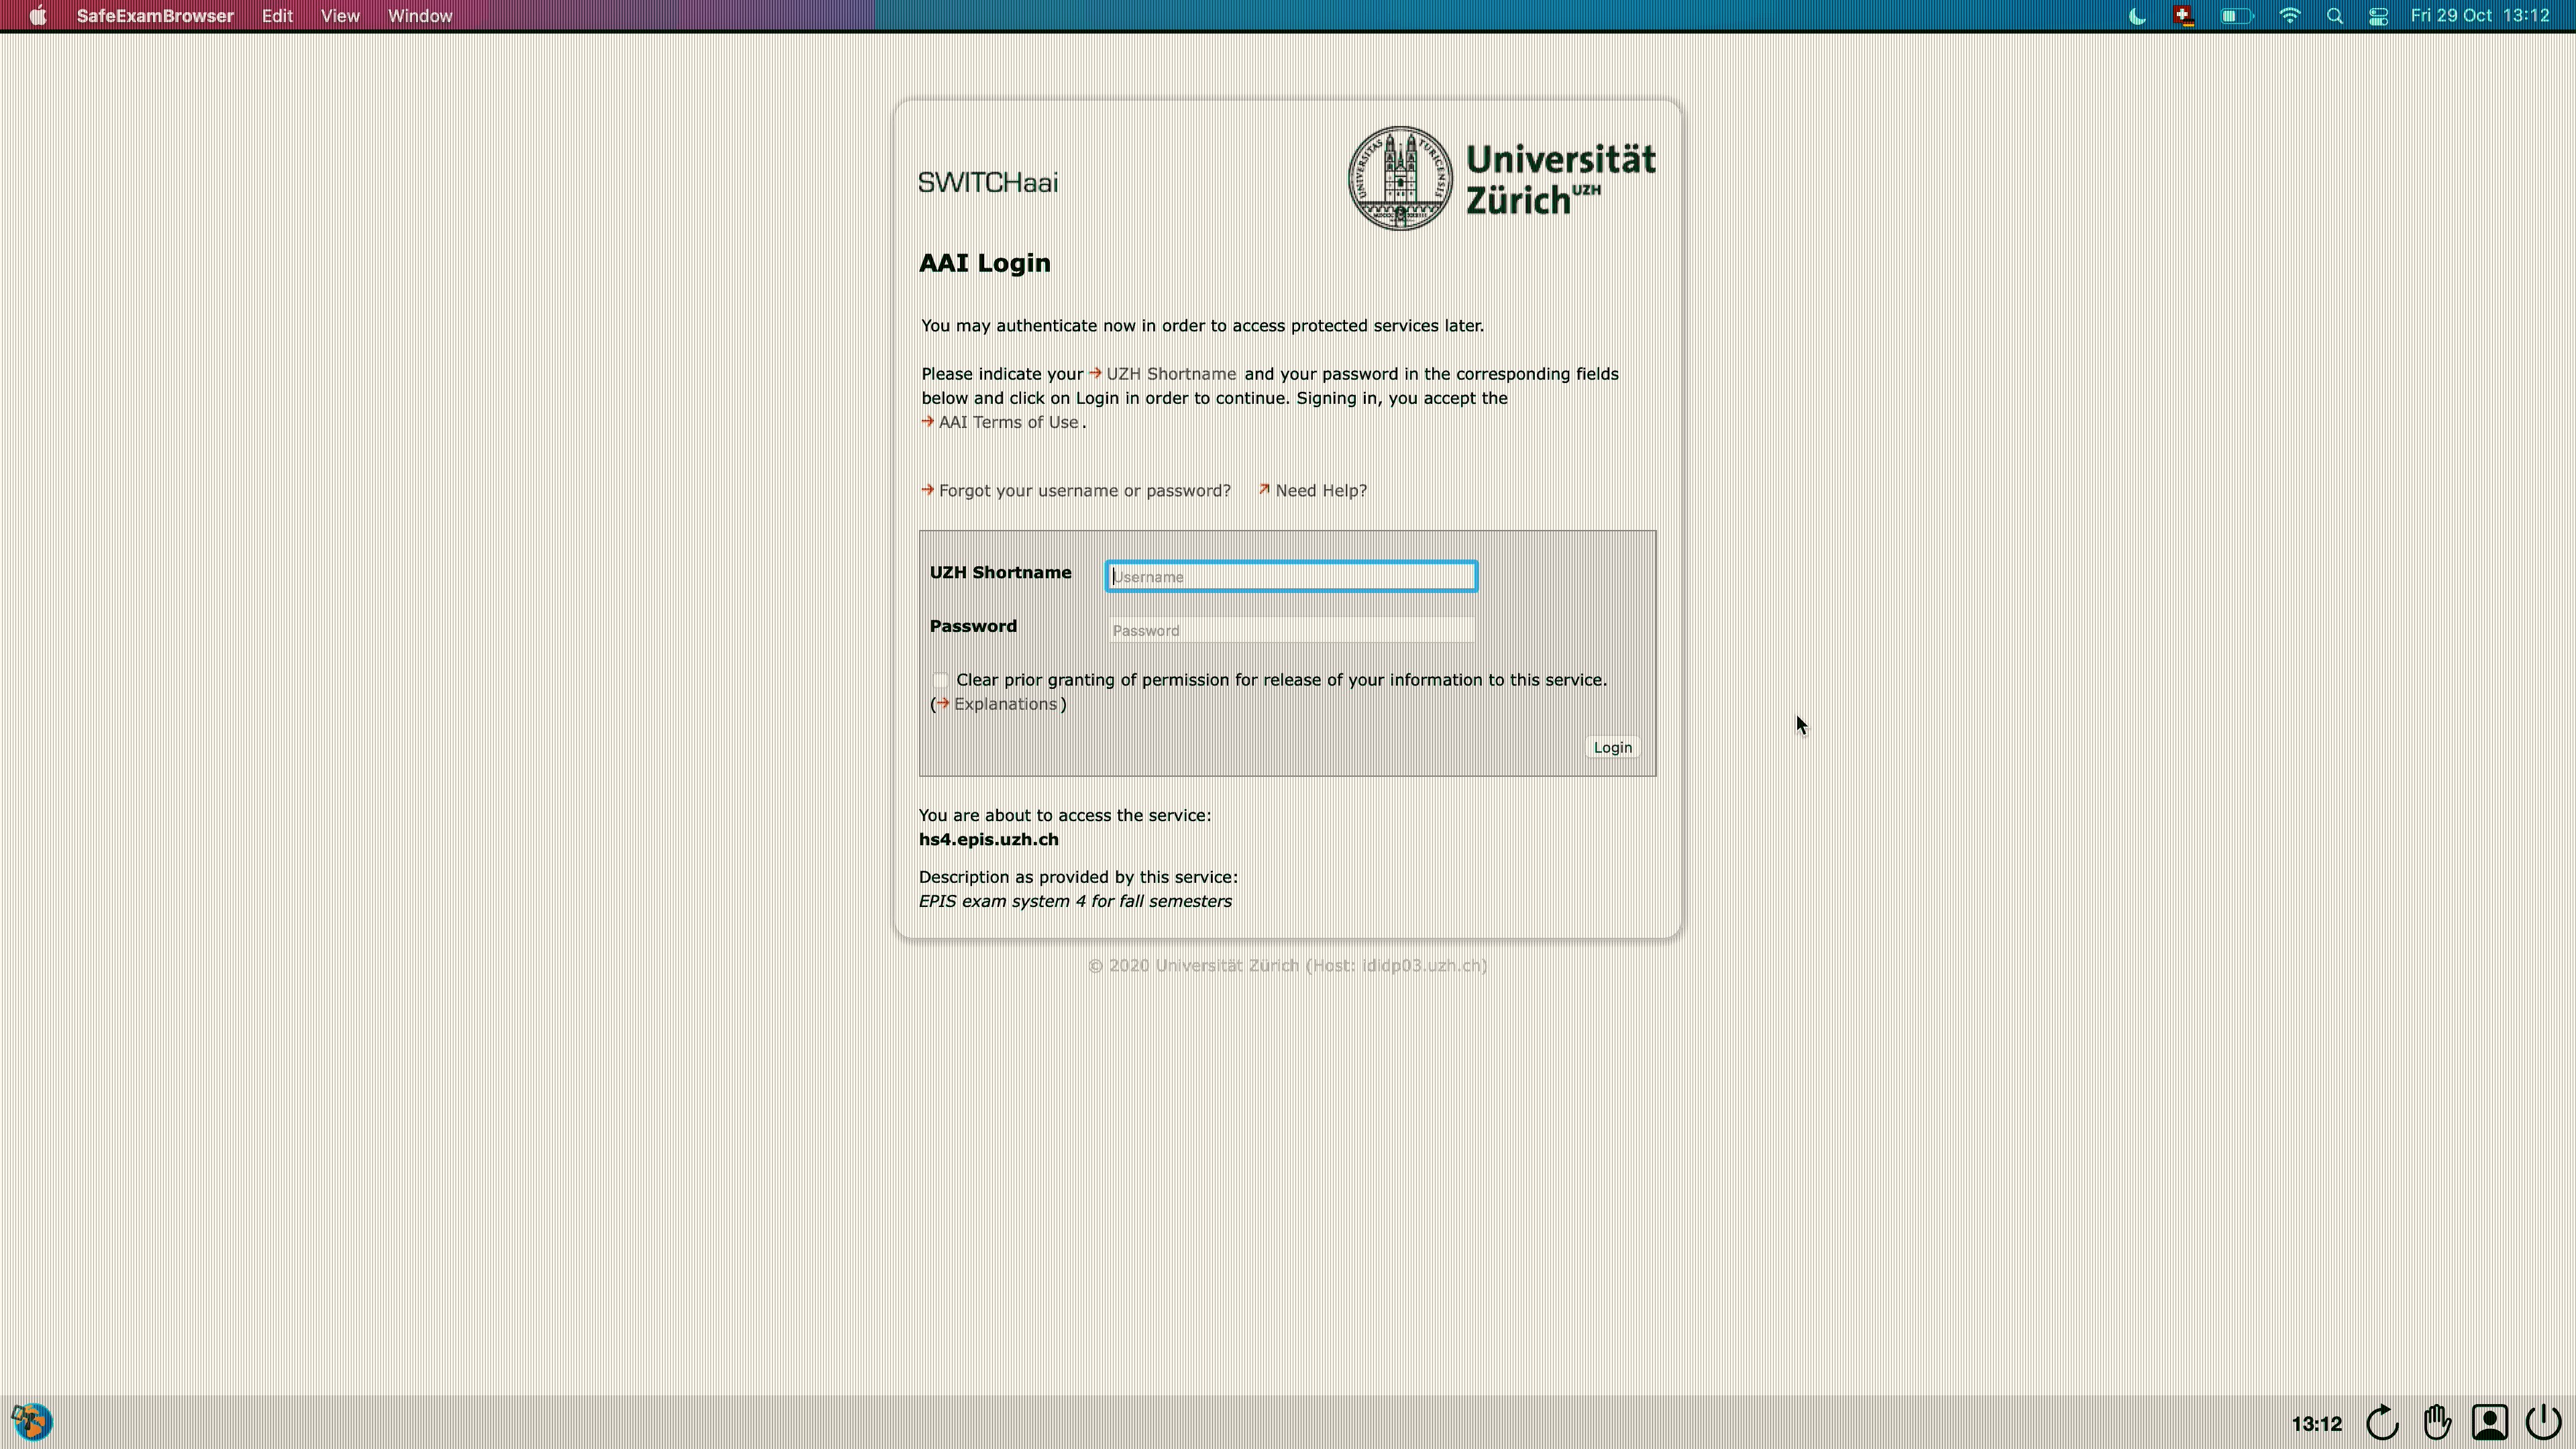 SafeExamBrowser Edit View Window Fri 29 Oct 13:12
SWITCHaai
Universität
Zürich UZH
UNIVERSITAS TURICENSIS
AAI Login
You may authenticate now in order to access protected services later.
Please indicate your → UZH Shortname and your password in the corresponding fields
below and click on Login in order to continue. Signing in, you accept the
→ AAI Terms of Use.
→ Forgot your username or password? ↗ Need Help?
UZH Shortname Username
Password Password
Clear prior granting of permission for release of your information to this service.
(→ Explanations)
Login
You are about to access the service:
hs4.epis.uzh.ch
Description as provided by this service:
EPIS exam system 4 for fall semesters
© 2020 Universität Zürich (Host: ididp03.uzh.ch)
13:12